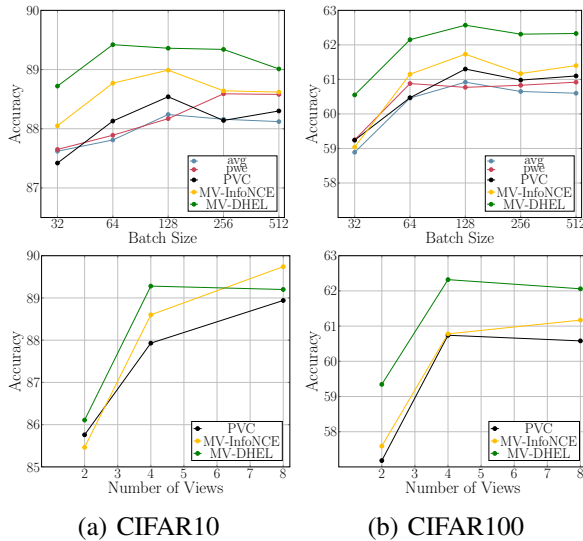 90
89
88
87
Accuracy
32 64 128 256 512
Batch Size
avg
pwe
PVC
MV-InfoNCE
MV-DHEL
63
62
61
60
59
58
Accuracy
32 64 128 256 512
Batch Size
avg
pwe
PVC
MV-InfoNCE
MV-DHEL
90
89
88
87
86
85
Accuracy
2 3 4 5 6 7 8
Number of Views
PVC
MV-InfoNCE
MV-DHEL
63
62
61
60
59
58
Accuracy
2 3 4 5 6 7 8
Number of Views
PVC
MV-InfoNCE
MV-DHEL
(a) CIFAR10
(b) CIFAR100